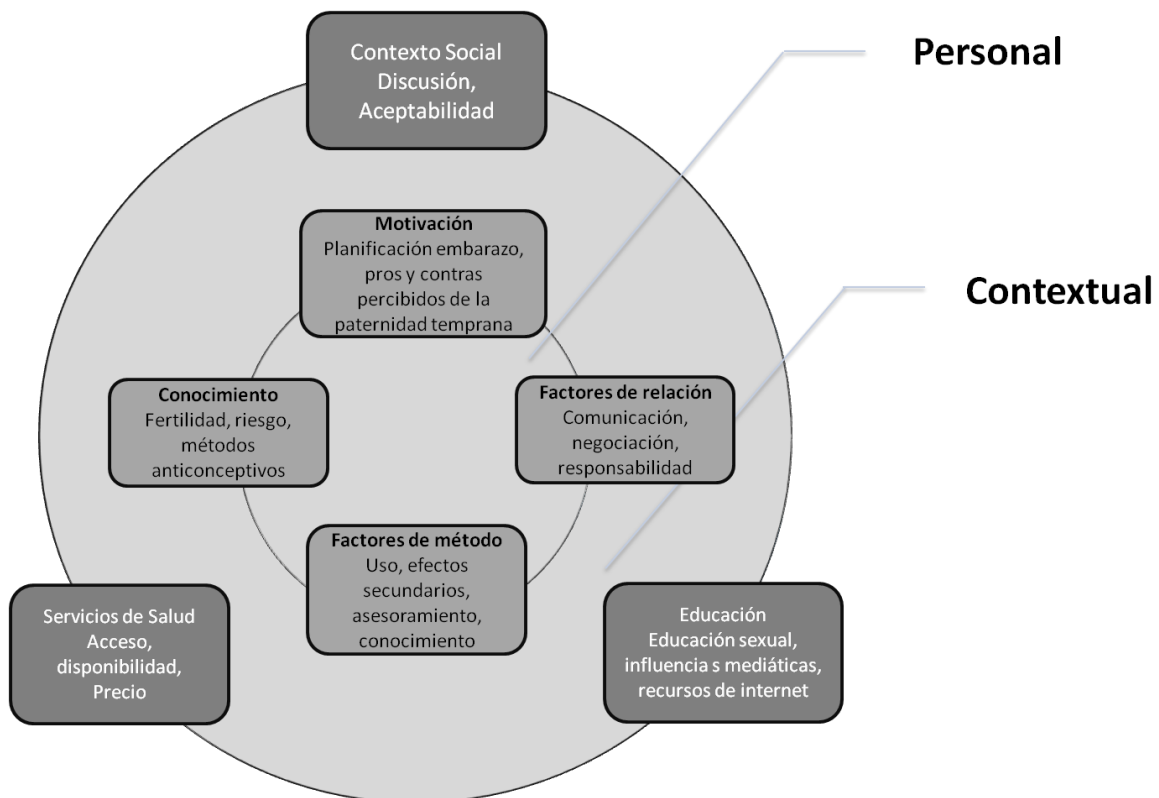 Contexto Social
Discusión,
Aceptabilidad
Personal
Motivación
Planificación embarazo,
pros y contras
percibidos de la
paternidad temprana
Contextual
Conocimiento
Fertilidad, riesgo,
métodos
anticonceptivos
Factores de relación
Comunicación,
negociación,
responsabilidad
Factores de método
Uso, efectos
secundarios,
asesoramiento,
conocimiento
Servicios de Salud
Acceso,
disponibilidad,
Precio
Educación
Educación sexual,
influencia s mediáticas,
recursos de internet